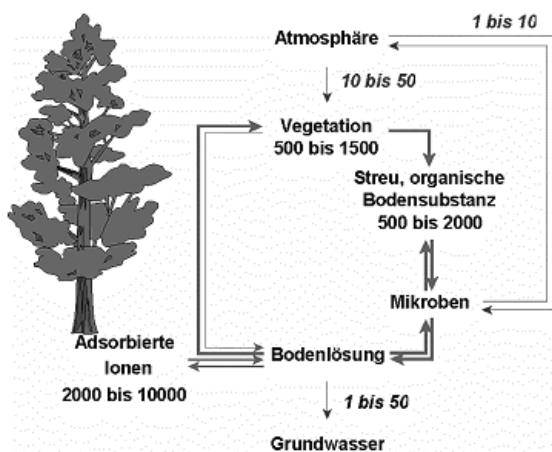 1 bis 10
Atmosphäre
10 bis 50
Vegetation
500 bis 1500
Streu, organische
Bodensubstanz
500 bis 2000
Mikroben
Adsorbierte
Ionen
2000 bis 10000
Bodenlösung
1 bis 50
Grundwasser